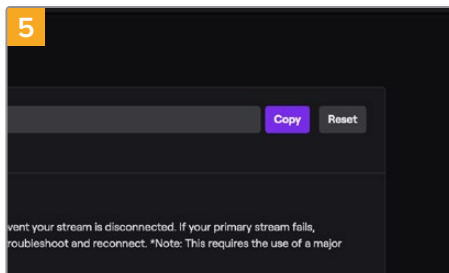 5
Copy Reset
vent your stream is disconnected. If your primary stream fails,
roubleshoot and reconnect. *Note: This requires the use of a major